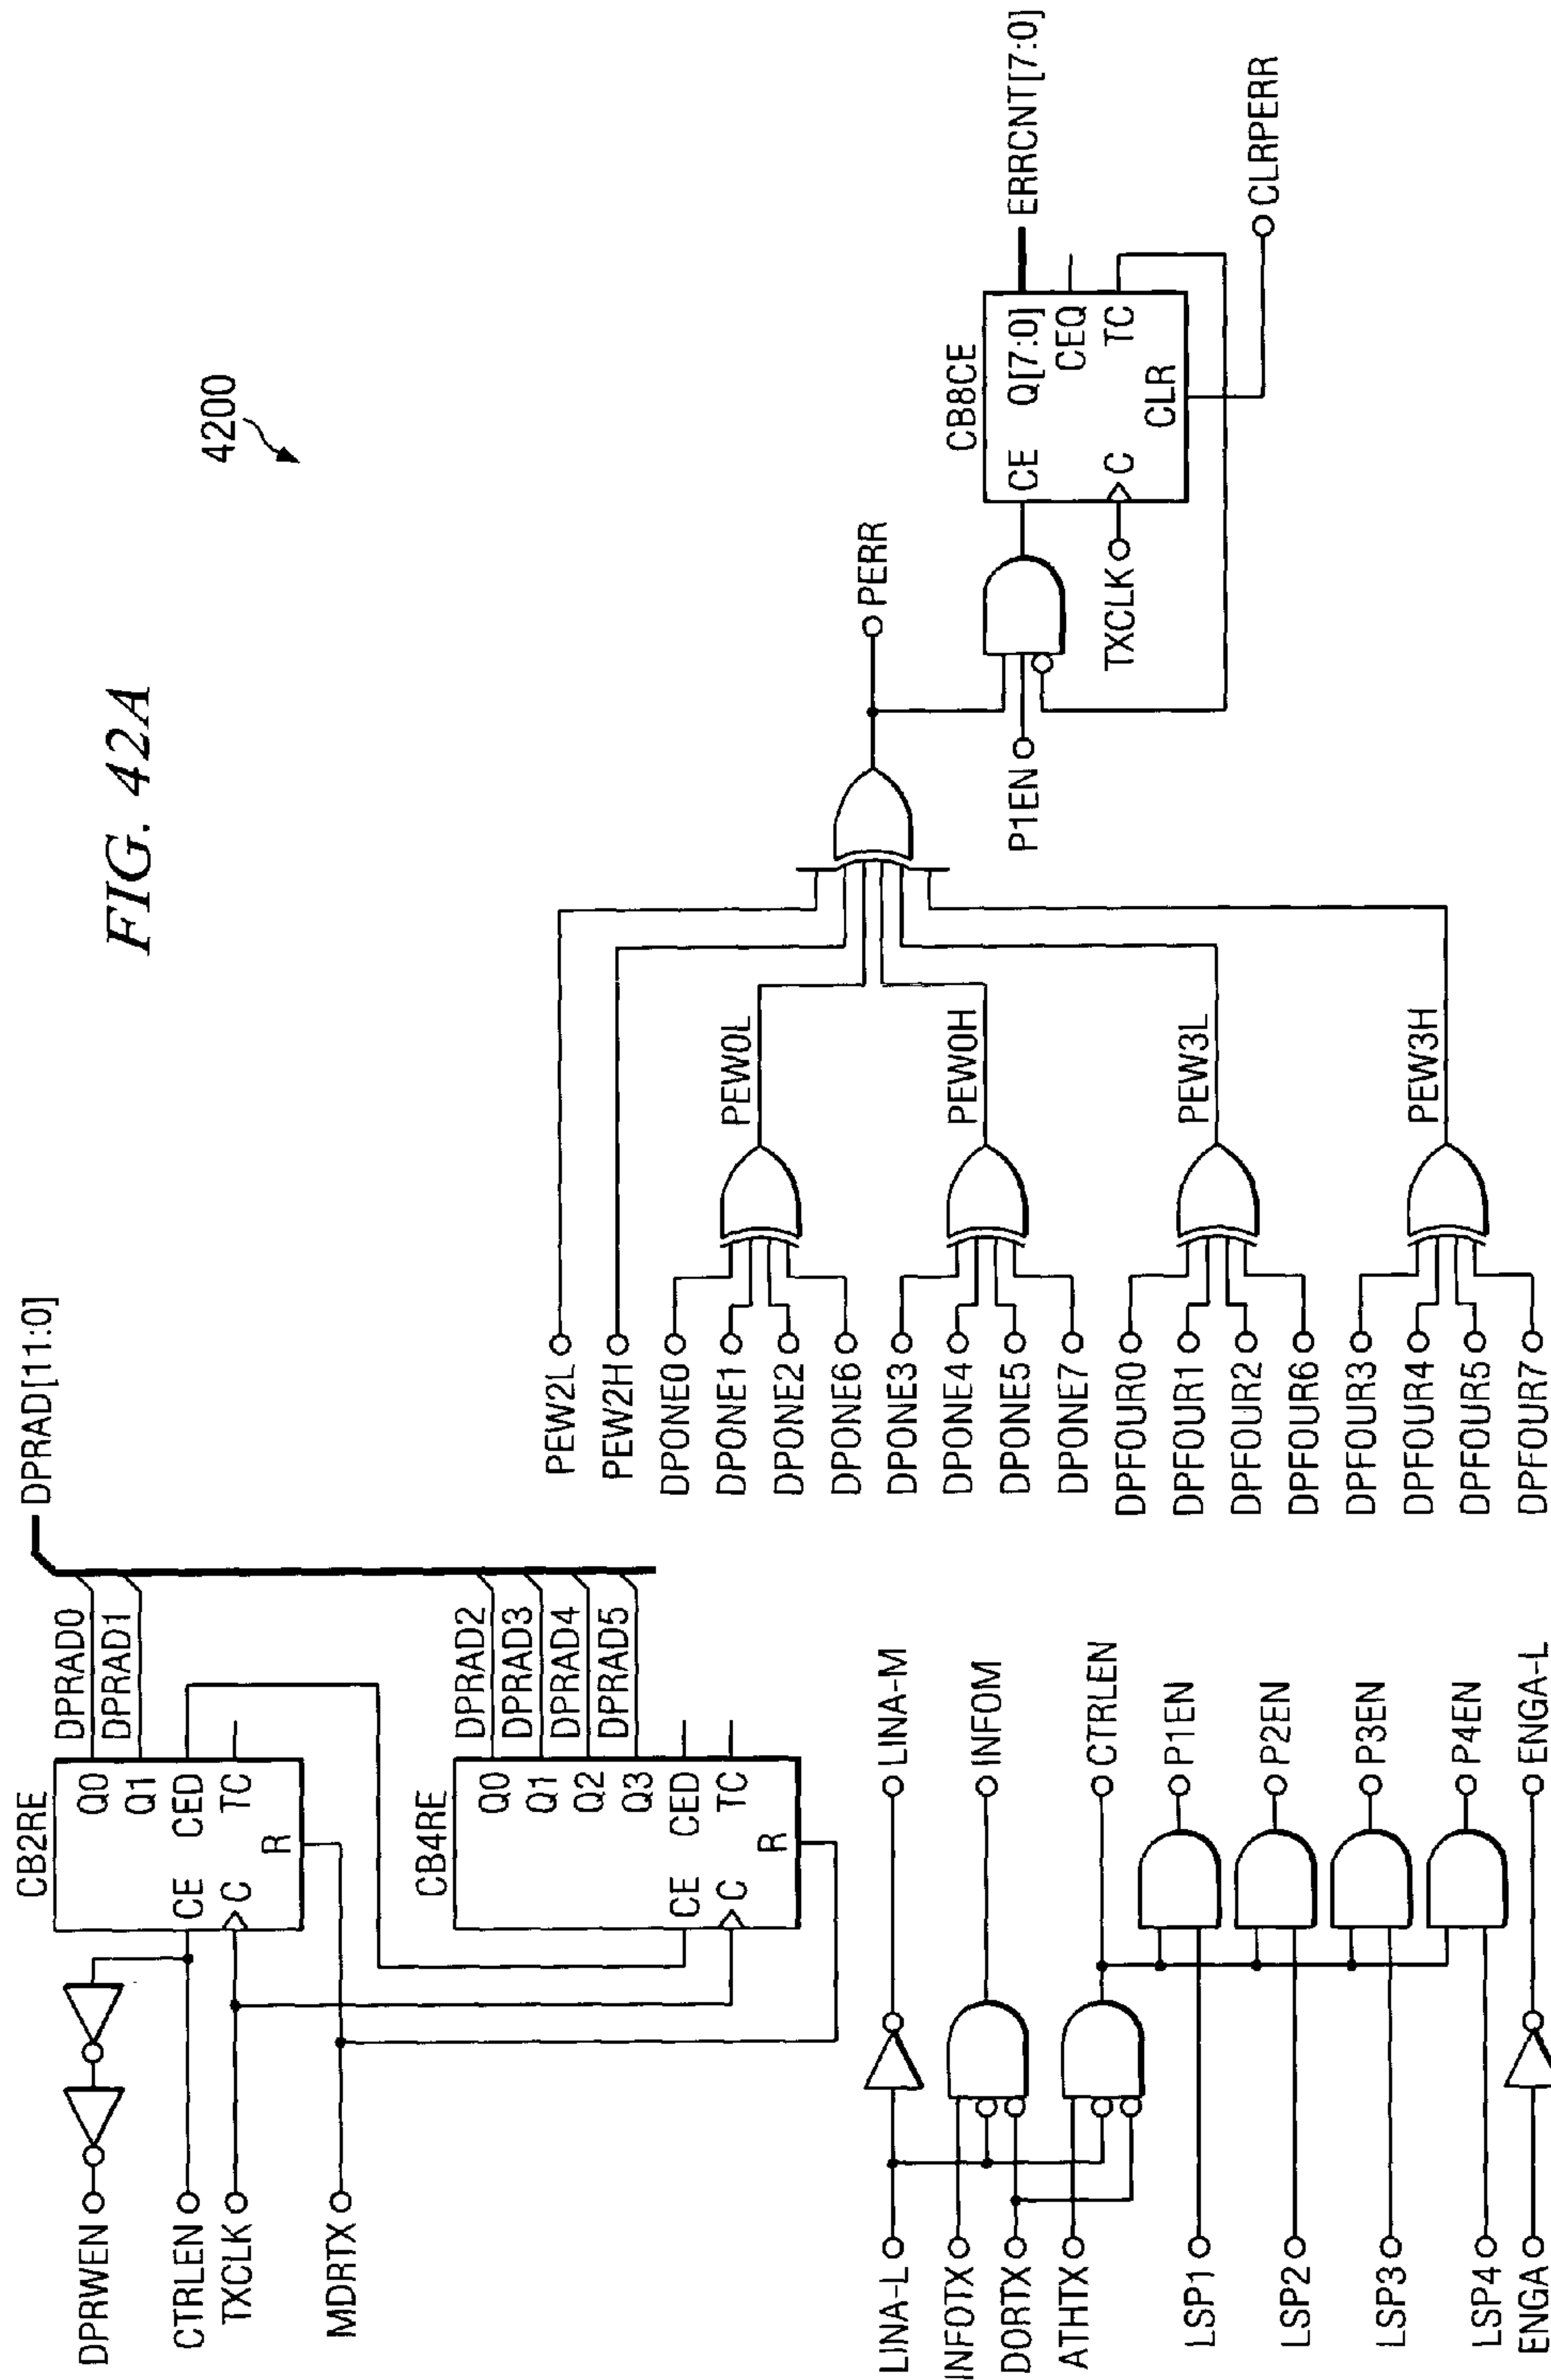 FIG. 42A
4200
CB2RE
Q0
Q1
CE
CED
C
TC
R
DPRAD0
DPRAD1
DPRAD[11:0]
DPRWEN
CTRLEN
TXCLK
MDRTX
CB4RE
Q0
Q1
Q2
Q3
CE
CED
C
TC
R
DPRAD2
DPRAD3
DPRAD4
DPRAD5
LINA-L
INFOTX
DORTX
ATHTX
LSP1
LSP2
LSP3
LSP4
ENGA
LINA-M
INFOM
CTRLEN
P1EN
P2EN
P3EN
P4EN
ENGA-L
PEW2L
PEW2H
DPONE0
DPONE1
DPONE2
DPONE6
DPONE3
DPONE4
DPONE5
DPONE7
DPFOUR0
DPFOUR1
DPFOUR2
DPFOUR6
DPFOUR3
DPFOUR4
DPFOUR5
DPFOUR7
PEW0L
PEW0H
PEW3L
PEW3H
PERR
P1EN
TXCLK
CB8CE
CE
Q[7:0]
CEQ
C
TC
CLR
ERRCNT[7:0]
CLRPERR